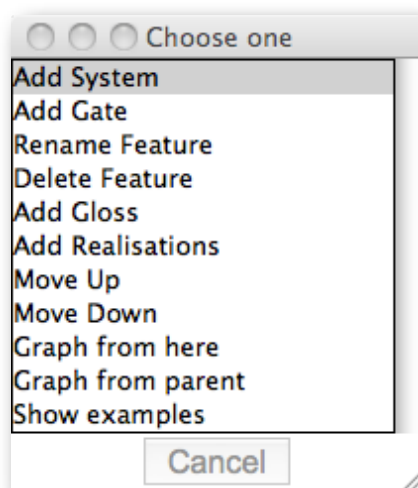 Choose one
Add System
Add Gate
Rename Feature
Delete Feature
Add Gloss
Add Realisations
Move Up
Move Down
Graph from here
Graph from parent
Show examples
Cancel